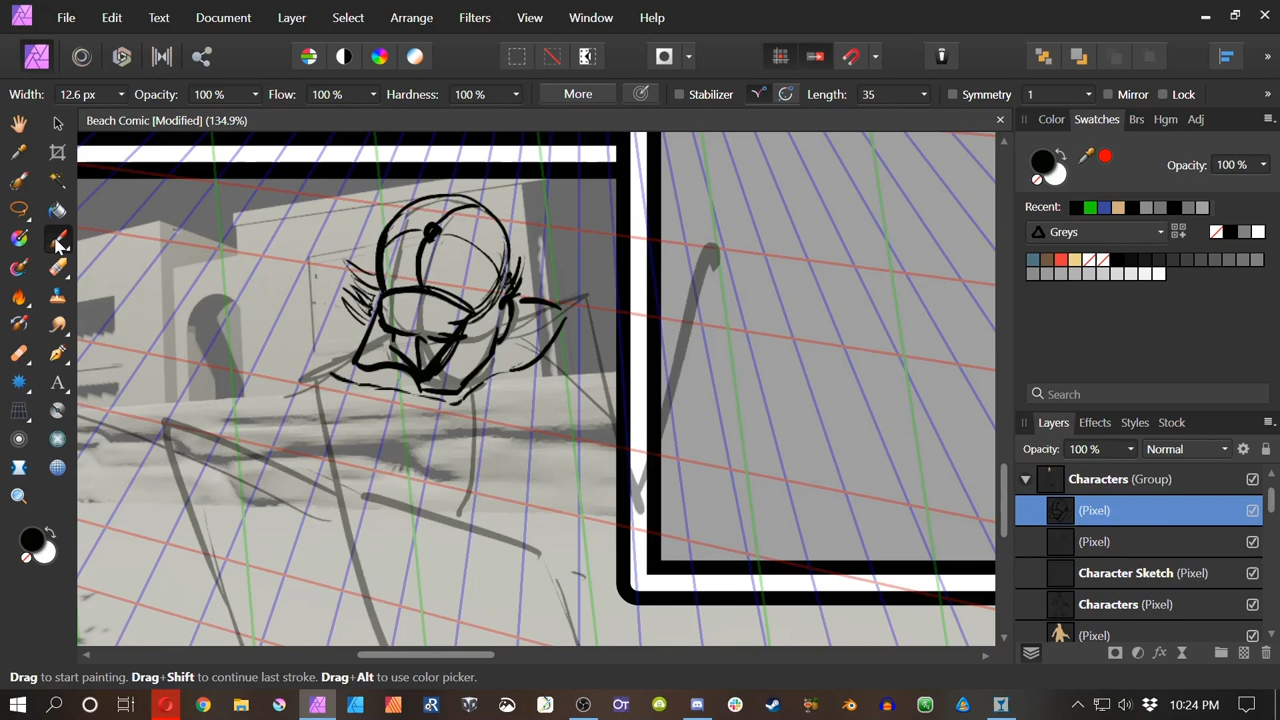 File Edit Text Document Layer Select Arrange Filters View Window Help
Width: 12.6 px Opacity: 100 % Flow: 100 % Hardness: 100 % More Stabilizer Length: 35 Symmetry 1 Mirror Lock
Beach Comic [Modified] (134.9%)
Color Swatches Brs Hgm Adj
Opacity: 100 %
Recent:
Greys
Search
Layers Effects Styles Stock
Opacity: 100 % Normal
Characters (Group)
(Pixel)
(Pixel)
Character Sketch (Pixel)
Characters (Pixel)
(Pixel)
Drag to start painting. Drag+Shift to continue last stroke. Drag+Alt to use color picker.
10:24 PM